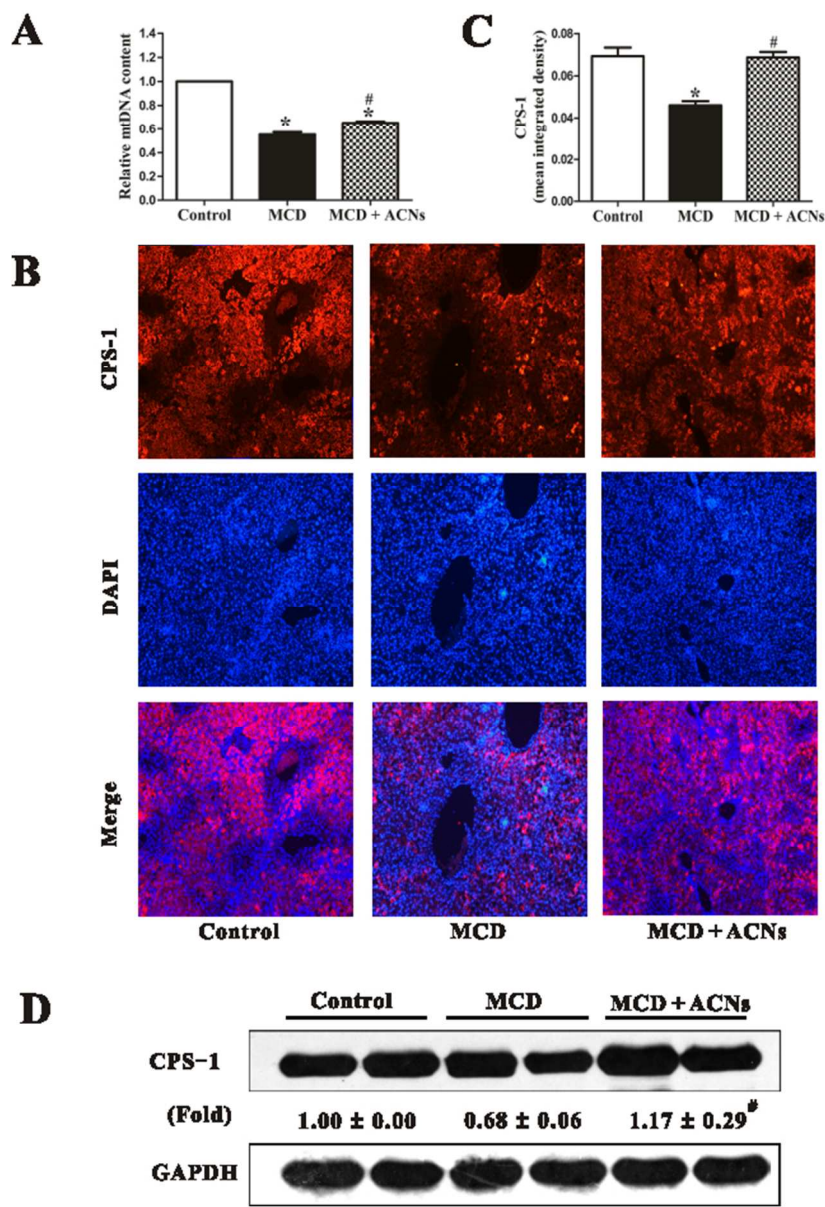 A
Relative mtDNA content
1.4
1.2
1.0
0.8
0.6
0.4
0.2
0.0
*
#
*
Control MCD MCD + ACNs
C
CPS-1
(mean integrated density)
0.08
0.06
0.04
0.02
0.00
*
#
Control MCD MCD + ACNs
B
CPS-1
DAPI
Merge
Control MCD MCD+ACNs
D
Control MCD MCD+ACNs
CPS-1
(Fold) 1.00 ± 0.00 0.68 ± 0.06 1.17 ± 0.29#
GAPDH